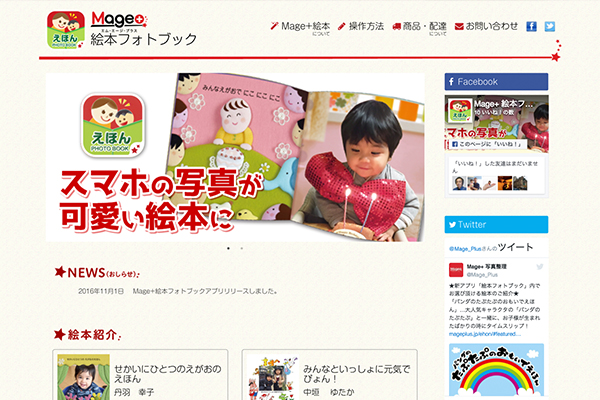 えほん
PHOTO BOOK
Mage+
エム・エージ・プラス
絵本フォトブック
Mage+絵本
について
操作方法
商品・配達
について
お問い合わせ
えほん
PHOTO BOOK
みんなえがおで にこ にこ にこ
スマホの写真が
可愛い絵本に
NEWS(おしらせ)
2016年11月1日 Mage+絵本フォトブックアプリリリースしました。
絵本紹介
せかいにひとつのえがおの
えほん
丹羽 幸子
みんなといっしょに元気で
ぴょん!
中垣 ゆたか
Facebook
Mage+ 絵本フ...
いいね！の数
スマホの写真が
このページに「いいね！」
「いいね！」した友達はまだいませ
ん
Twitter
@Mage_Plusさんのツイート
Mage+ 写真整理
@Mage_Plus
★新アプリ「絵本フォトブック」内で
お選び頂ける絵本のご紹介★
「パンダのたぷたぷのおもいでえほ
ん」...大人気キャラクタの「パンダの
たぷたぷ」と一緒に、お子様が生まれ
たばかりの時にタイムスリップ！
mageplus.jp/ehon/#featured...
パンダの
たぷたぷのおもいでえほん